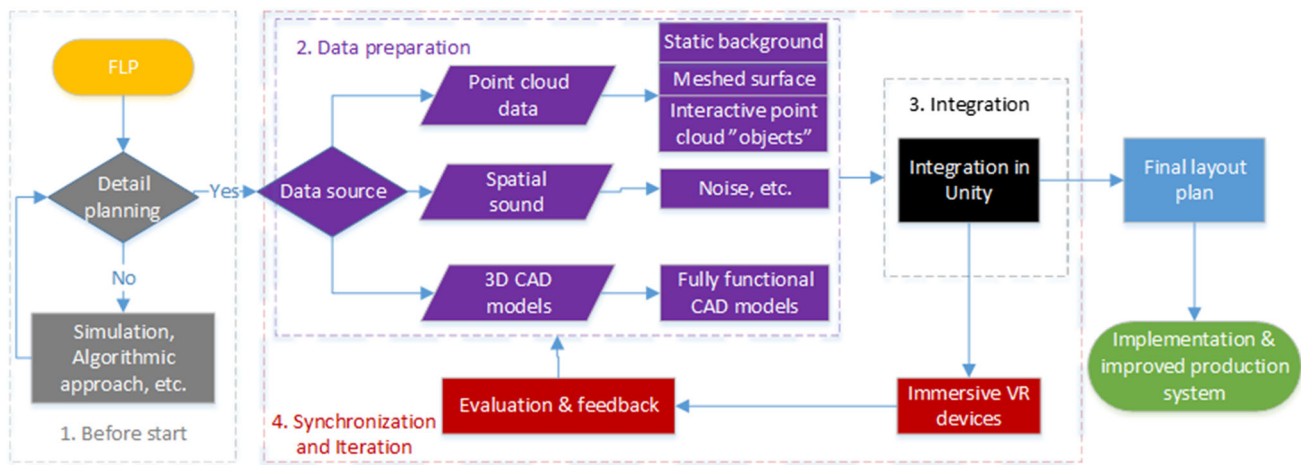 FLP
Detail
planning
Yes
No
Simulation,
Algorithmic
approach, etc.
1. Before start
2. Data preparation
Data source
Point cloud
data
Static background
Meshed surface
Interactive point
cloud ”objects”
Spatial
sound
Noise, etc.
3D CAD
models
Fully functional
CAD models
3. Integration
Integration in
Unity
Final layout
plan
Implementation &
improved production
system
Immersive VR
devices
Evaluation & feedback
4. Synchronization
and Iteration